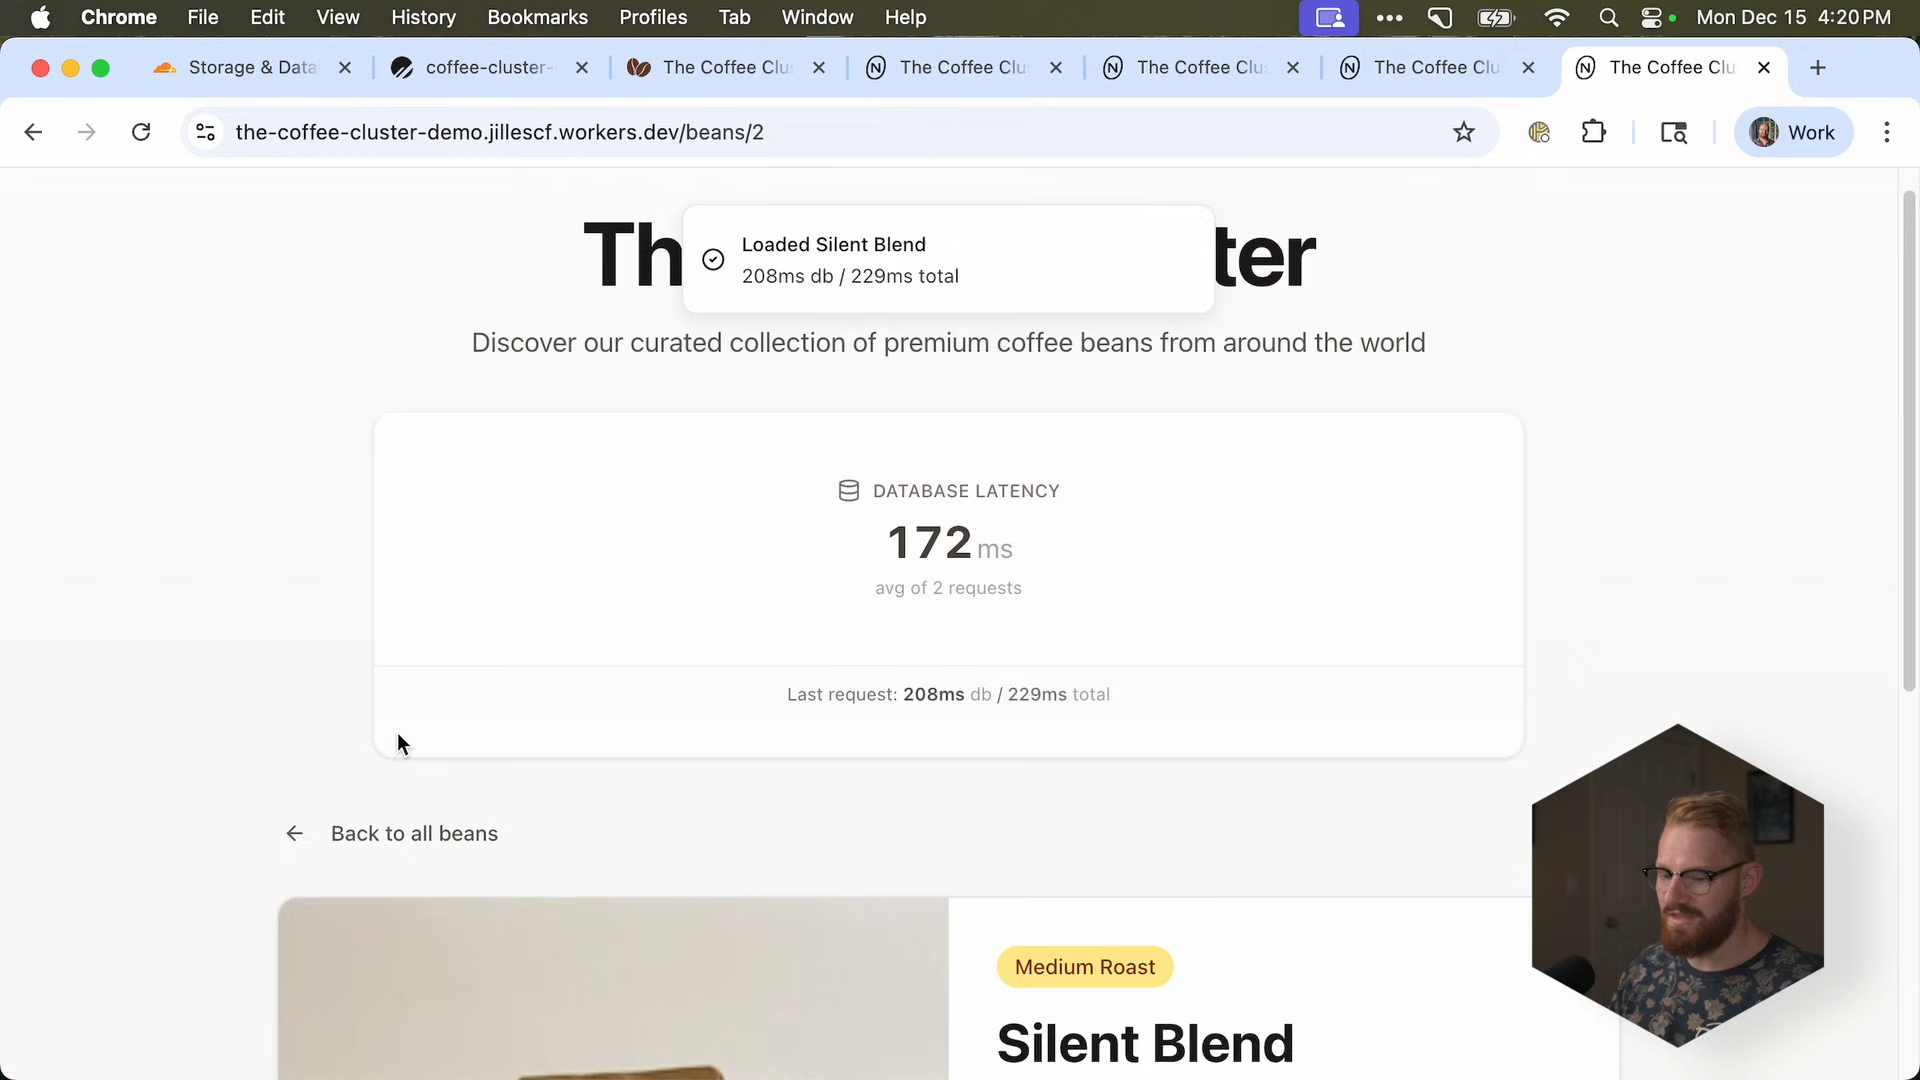 Chrome File Edit View History Bookmarks Profiles Tab Window Help Mon Dec 15 4:20 PM
Storage & Data coffee-cluster- The Coffee Clu The Coffee Clu The Coffee Clu The Coffee Clu The Coffee Clu
the-coffee-cluster-demo.jillescf.workers.dev/beans/2 Work
Th ter
Loaded Silent Blend
208ms db / 229ms total
Discover our curated collection of premium coffee beans from around the world
DATABASE LATENCY
172 ms
avg of 2 requests
Last request: 208ms db / 229ms total
Back to all beans
Medium Roast
Silent Blend